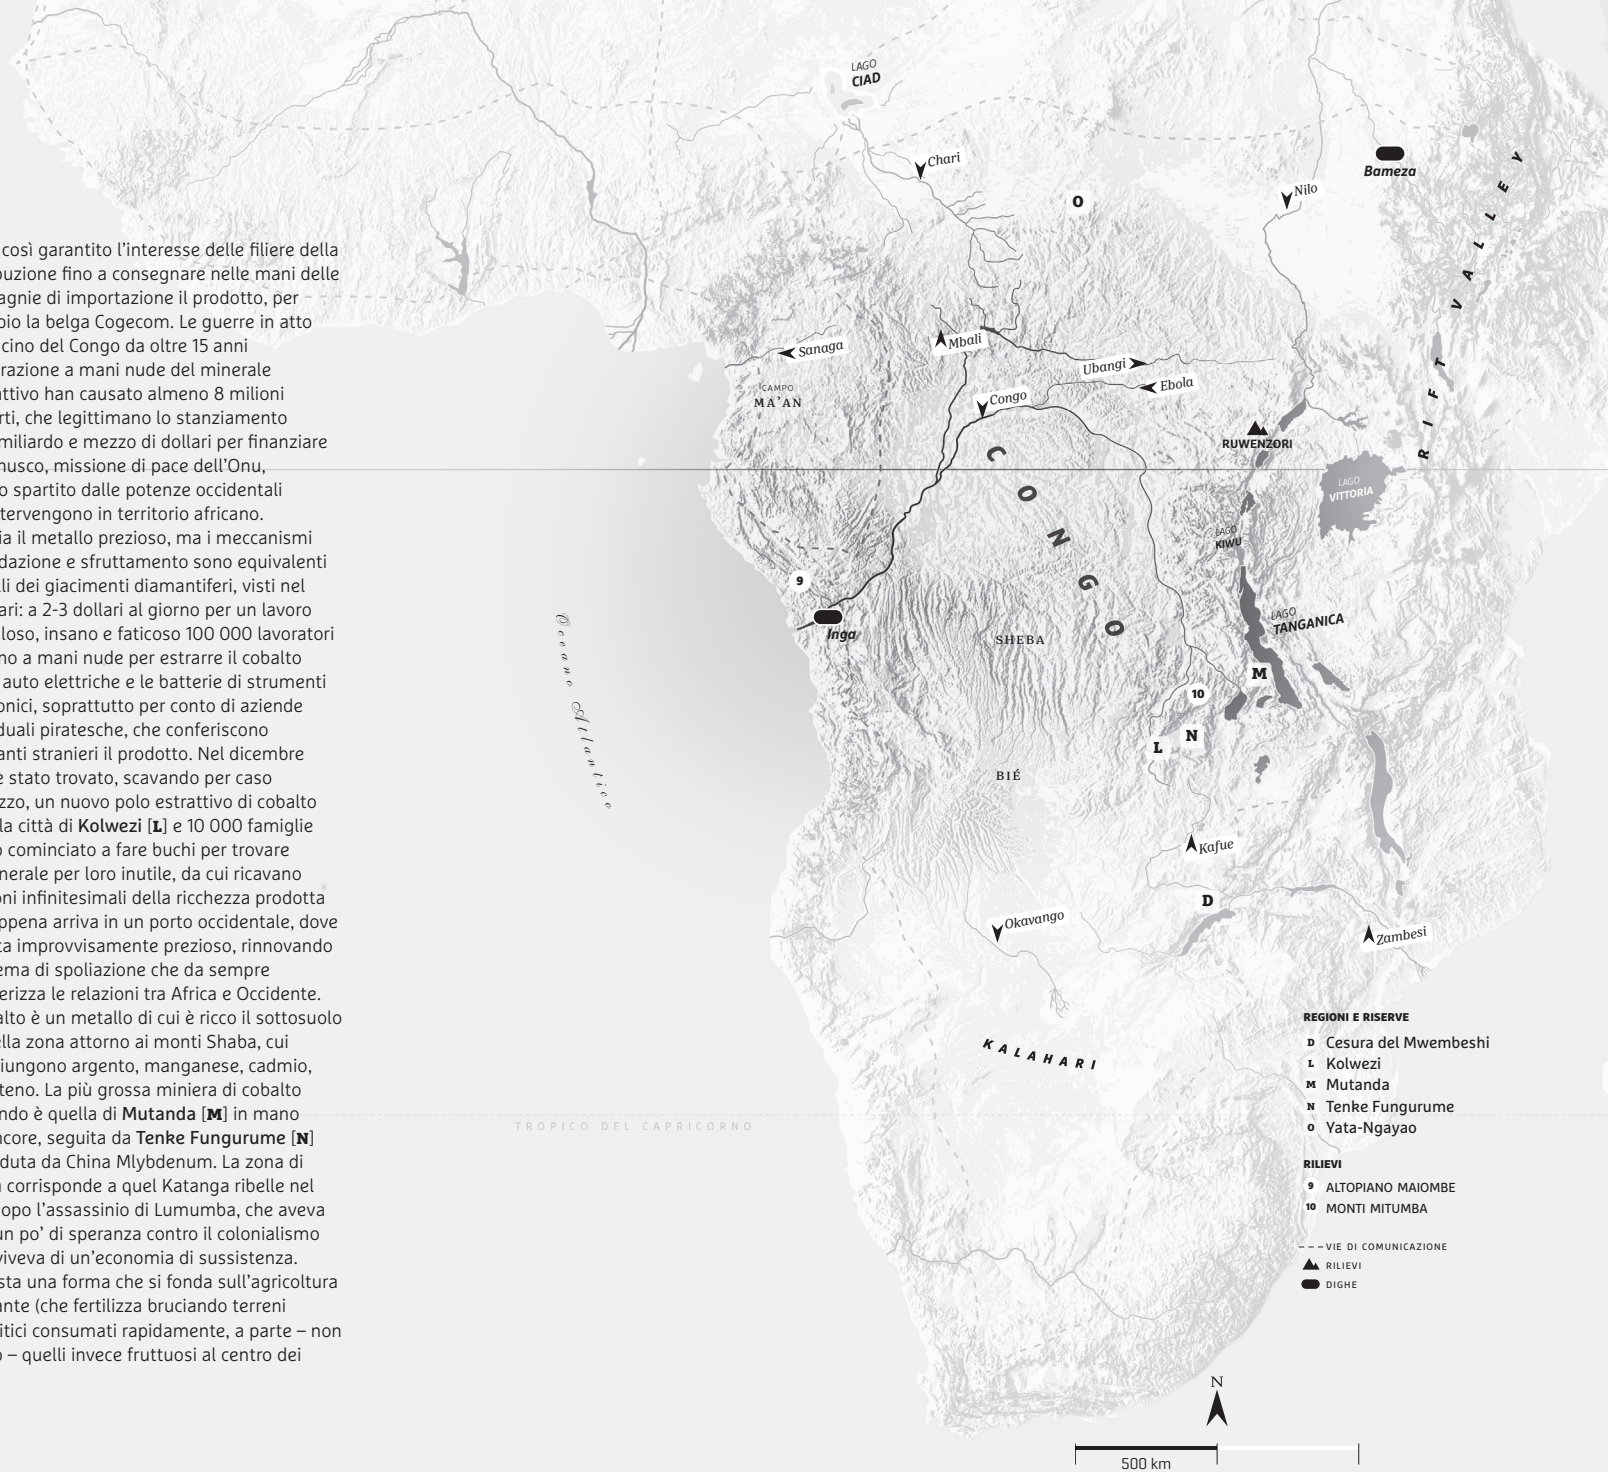 così garantito l’interesse delle filiere della
buzione fino a consegnare nelle mani delle
agnie di importazione il prodotto, per
pio la belga Cogecom. Le guerre in atto
cino del Congo da oltre 15 anni
razione a mani nude del minerale
attivo han causato almeno 8 milioni
rti, che legittimano lo stanziamento
miliardo e mezzo di dollari per finanziare
nusco, missione di pace dell’Onu,
o spartito dalle potenze occidentali
tervengono in territorio africano.
ia il metallo prezioso, ma i meccanismi
dazione e sfruttamento sono equivalenti
li dei giacimenti diamantiferi, visti nel
ari: a 2-3 dollari al giorno per un lavoro
loso, insano e faticoso 100 000 lavoratori
no a mani nude per estrarre il cobalto
auto elettriche e le batterie di strumenti
onici, soprattutto per conto di aziende
duali piratesche, che conferiscono
anti stranieri il prodotto. Nel dicembre
è stato trovato, scavando per caso
zzo, un nuovo polo estrattivo di cobalto
la città di Kolwezi [L] e 10 000 famiglie
o cominciato a fare buchi per trovare
nerale per loro inutile, da cui ricavano
oni infinitesimali della ricchezza prodotta
ppena arriva in un porto occidentale, dove
ta improvvisamente prezioso, rinnovando
ema di spoliazione che da sempre
erizza le relazioni tra Africa e Occidente.
alto è un metallo di cui è ricco il sottosuolo
ella zona attorno ai monti Shaba, cui
iungono argento, manganese, cadmio,
teno. La più grossa miniera di cobalto
ndo è quella di Mutanda [M] in mano
ncore, seguita da Tenke Fungurume [N]
duta da China Mlybdenum. La zona di
a corrisponde a quel Katanga ribelle nel
opo l’assassinio di Lumumba, che aveva
un po’ di speranza contro il colonialismo
viveva di un’economia di sussistenza.
sta una forma che si fonda sull’agricoltura
ante (che fertilizza bruciando terreni
itici consumati rapidamente, a parte – non
o – quelli invece fruttuosi al centro dei
LAGO
CIAD
Chari
O
Nilo
Bameza
RIFT VALLEY
Sanaga
Mbali
Ubangi
Ebola
CAMPO
MA’AN
Congo
RUWENZORI
CONGO
LAGO
VITTORIA
LAGO
KIWU
9
Inga
Oceano Atlantico
SHEBA
LAGO
TANGANICA
M
10
N
L
BIÉ
Kafue
D
Okavango
Zambesi
KALAHARI
TROPICO DEL CAPRICORNO
REGIONI E RISERVE
D Cesura del Mwembeshi
L Kolwezi
M Mutanda
N Tenke Fungurume
O Yata-Ngayao
RILIEVI
9 ALTOPIANO MAIOMBE
10 MONTI MITUMBA
VIE DI COMUNICAZIONE
RILIEVI
DIGHE
N
500 km